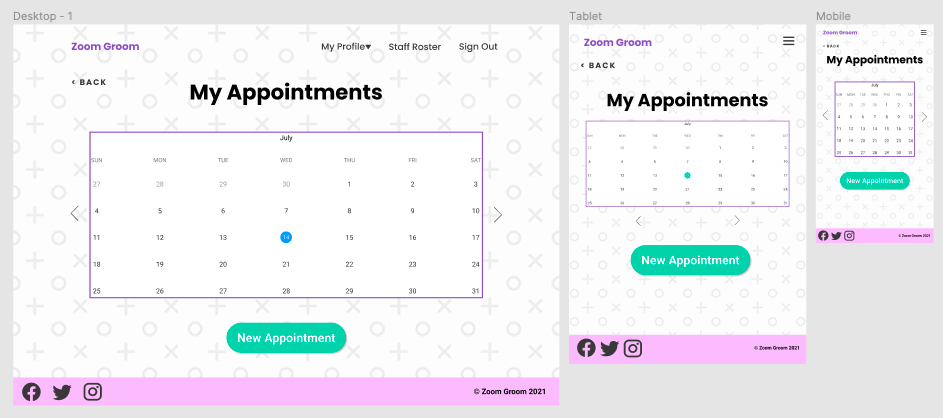 Desktop - 1
Zoom Groom
My Profile▾ Staff Roster Sign Out
< BACK
My Appointments
July
SUN MON TUE WED THU FRI SAT
27 28 29 30 1 2 3
4 5 6 7 8 9 10
11 12 13 14 15 16 17
18 19 20 21 22 23 24
25 26 27 28 29 30 31
New Appointment
© Zoom Groom 2021
Tablet
Zoom Groom
< BACK
My Appointments
July
SUN MON TUE WED THU FRI SAT
27 28 29 30 1 2 3
4 5 6 7 8 9 10
11 12 13 14 15 16 17
18 19 20 21 22 23 24
25 26 27 28 29 30 31
New Appointment
© Zoom Groom 2021
Mobile
Zoom Groom
< BACK
My Appointments
July
SUN MON TUE WED THU FRI SAT
27 28 29 30 1 2 3
4 5 6 7 8 9 10
11 12 13 14 15 16 17
18 19 20 21 22 23 24
25 26 27 28 29 30 31
New Appointment
© Zoom Groom 2021